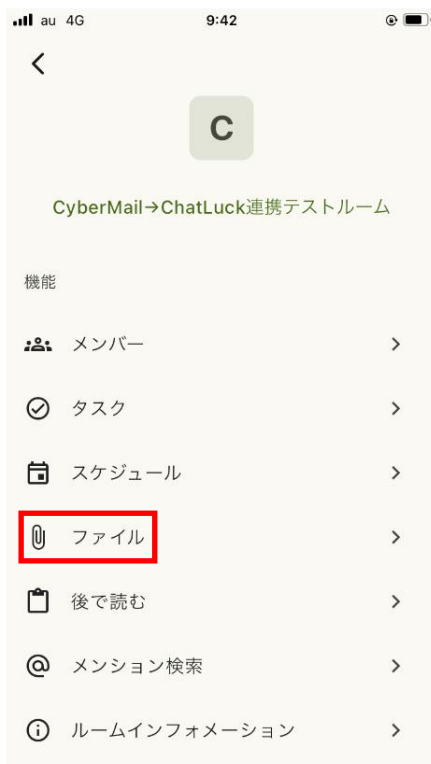 au 4G 9:42
C
CyberMail→ChatLuck連携テストルーム
機能
メンバー
タスク
スケジュール
ファイル
後で読む
メンション検索
ルームインフォメーション